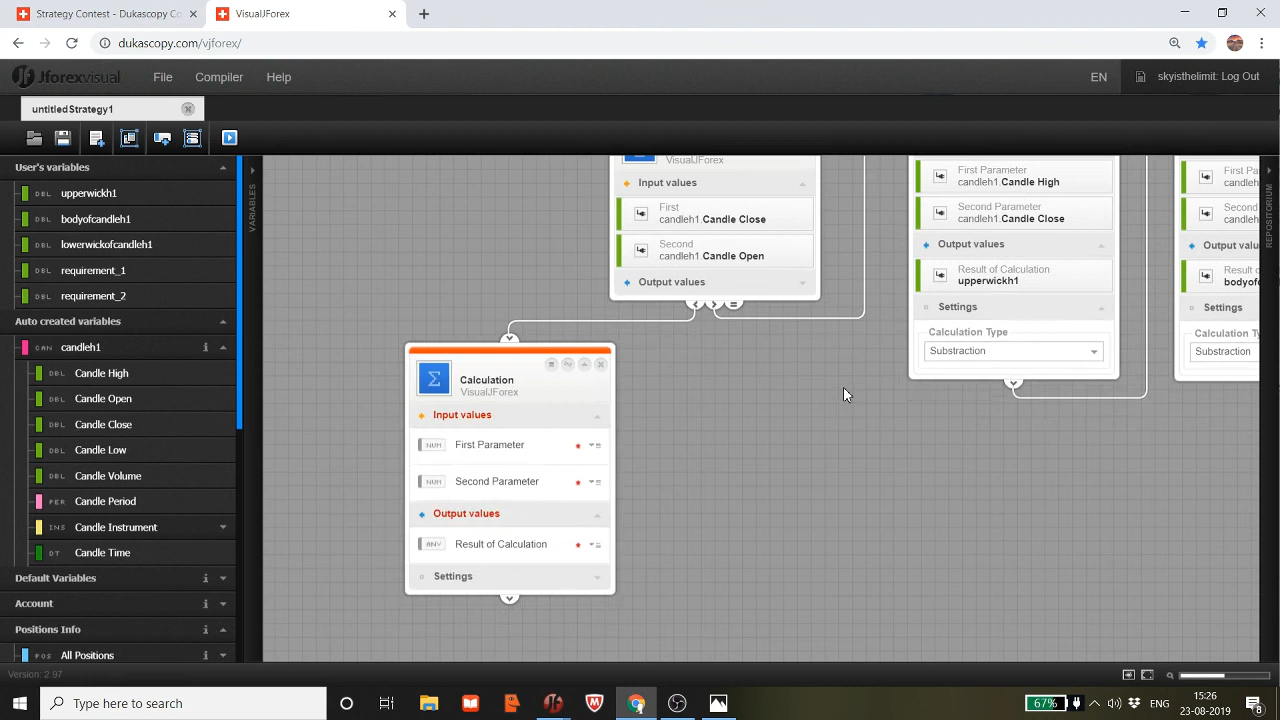 Strategy Contest - Dukascopy Co
VisualJForex
dukascopy.com/vjforex/
Jforexvisual
File
Compiler
Help
EN
skyisthelimit: Log Out
untitledStrategy1
User's variables
DBL upperwickh1
DBL bodyofcandleh1
DBL lowerwickofcandleh1
DBL requirement_1
DBL requirement_2
Auto created variables
CAN candleh1
DBL Candle High
DBL Candle Open
DBL Candle Close
DBL Candle Low
DBL Candle Volume
PER Candle Period
INS Candle Instrument
DT Candle Time
Default Variables
Account
Positions Info
POS All Positions
VARIABLES
VisualJForex
Input values
First
candleh1.Candle Close
Second
candleh1.Candle Open
Output values
Calculation
VisualJForex
Input values
NUM First Parameter
NUM Second Parameter
Output values
ANY Result of Calculation
Settings
First Parameter
candleh1.Candle High
Second Parameter
candleh1.Candle Close
Output values
Result of Calculation
upperwickh1
Settings
Calculation Type
Substraction
First Pa
candleh
Second
candleh
Output valu
Result o
bodyofc
Settings
Calculation Ty
Substraction
REPOSITORIUM
Version: 2.97
Type here to search
67%
ENG
15:26
23-08-2019
8